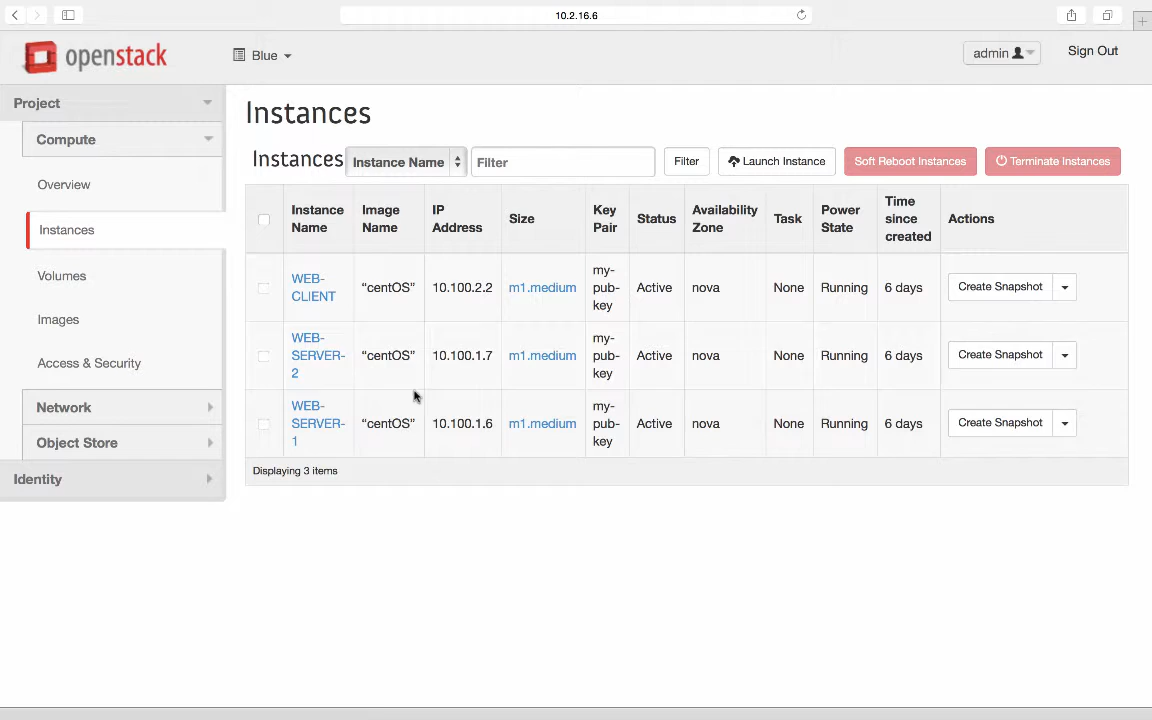 10.2.16.6
openstack
Blue
admin
Sign Out
Project
Compute
Overview
Instances
Volumes
Images
Access & Security
Network
Object Store
Identity
Instances
Instances
Instance Name
Filter
Filter
Launch Instance
Soft Reboot Instances
Terminate Instances
Instance
Name
Image
Name
IP
Address
Size
Key
Pair
Status
Availability
Zone
Task
Power
State
Time
since
created
Actions
WEB-
CLIENT
“centOS”
10.100.2.2
m1.medium
my-
pub-
key
Active
nova
None
Running
6 days
Create Snapshot
WEB-
SERVER-
2
“centOS”
10.100.1.7
m1.medium
my-
pub-
key
Active
nova
None
Running
6 days
Create Snapshot
WEB-
SERVER-
1
“centOS”
10.100.1.6
m1.medium
my-
pub-
key
Active
nova
None
Running
6 days
Create Snapshot
Displaying 3 items